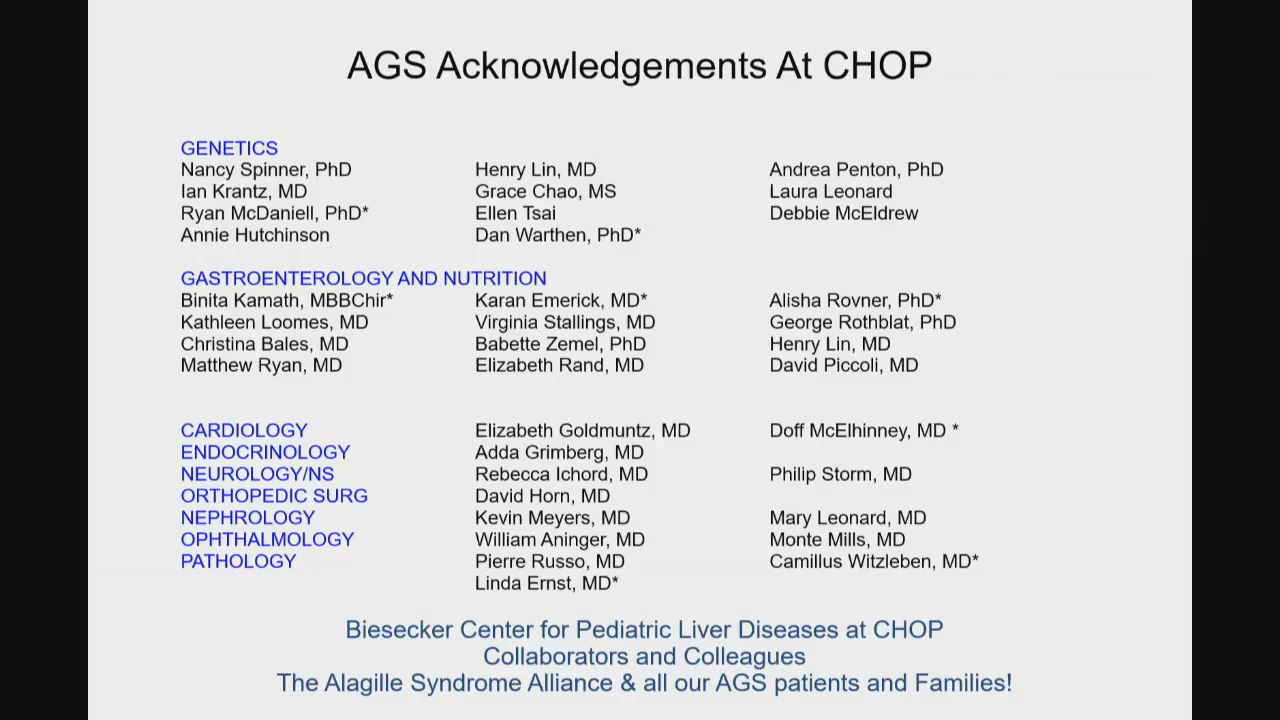 AGS Acknowledgements At CHOP
GENETICS
Nancy Spinner, PhD Henry Lin, MD Andrea Penton, PhD
Ian Krantz, MD Grace Chao, MS Laura Leonard
Ryan McDaniell, PhD* Ellen Tsai Debbie McEldrew
Annie Hutchinson Dan Warthen, PhD*
GASTROENTEROLOGY AND NUTRITION
Binita Kamath, MBBChir* Karan Emerick, MD* Alisha Rovner, PhD*
Kathleen Loomes, MD Virginia Stallings, MD George Rothblat, PhD
Christina Bales, MD Babette Zemel, PhD Henry Lin, MD
Matthew Ryan, MD Elizabeth Rand, MD David Piccoli, MD
CARDIOLOGY Elizabeth Goldmuntz, MD Doff McElhinney, MD *
ENDOCRINOLOGY Adda Grimberg, MD
NEUROLOGY/NS Rebecca Ichord, MD Philip Storm, MD
ORTHOPEDIC SURG David Horn, MD
NEPHROLOGY Kevin Meyers, MD Mary Leonard, MD
OPHTHALMOLOGY William Aninger, MD Monte Mills, MD
PATHOLOGY Pierre Russo, MD Camillus Witzleben, MD*
Linda Ernst, MD*
Biesecker Center for Pediatric Liver Diseases at CHOP
Collaborators and Colleagues
The Alagille Syndrome Alliance & all our AGS patients and Families!